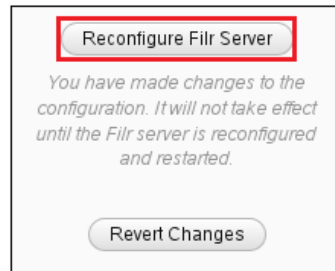 Reconfigure Filr Server
You have made changes to the
configuration. It will not take effect
until the Filr server is reconfigured
and restarted.
Revert Changes